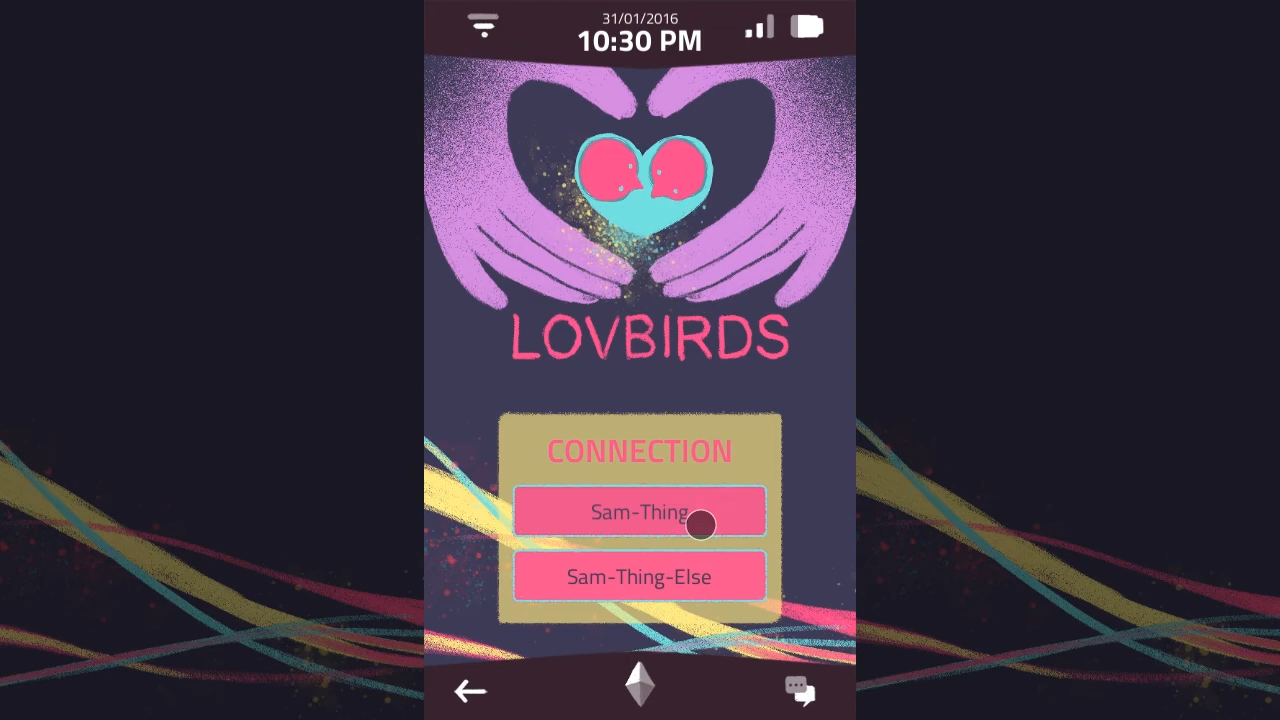 31/01/2016
10:30 PM
LOVBIRDS
CONNECTION
Sam-Thing
Sam-Thing-Else